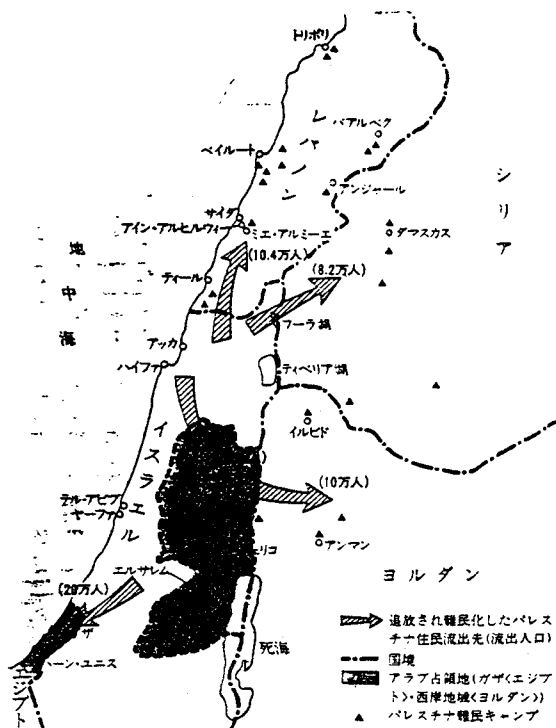 トリポリ
レバノン
バアルベク
ベイルート
アンジャール
シリア
サイダ
アイン・アルヒルウィー
ミエ・アルミーエ
ダマスカス
地中海
(10.4万人)
(8.2万人)
ティール
フーラ湖
アッカ
ハイファ
ティベリア湖
イルビド
イスラエル
(10万人)
テル・アビブ
ヤーファ
アンマン
エリコ
エルサレム
ヨルダン
死海
ハーン・ユニス
エジプト
追放され難民化したパレス
チナ住民流出先(流出人口)
国境
アラブ占領地(ガザ<エジプ
ト>・西岸地域<ヨルダン>)
パレスチナ難民キャンプ